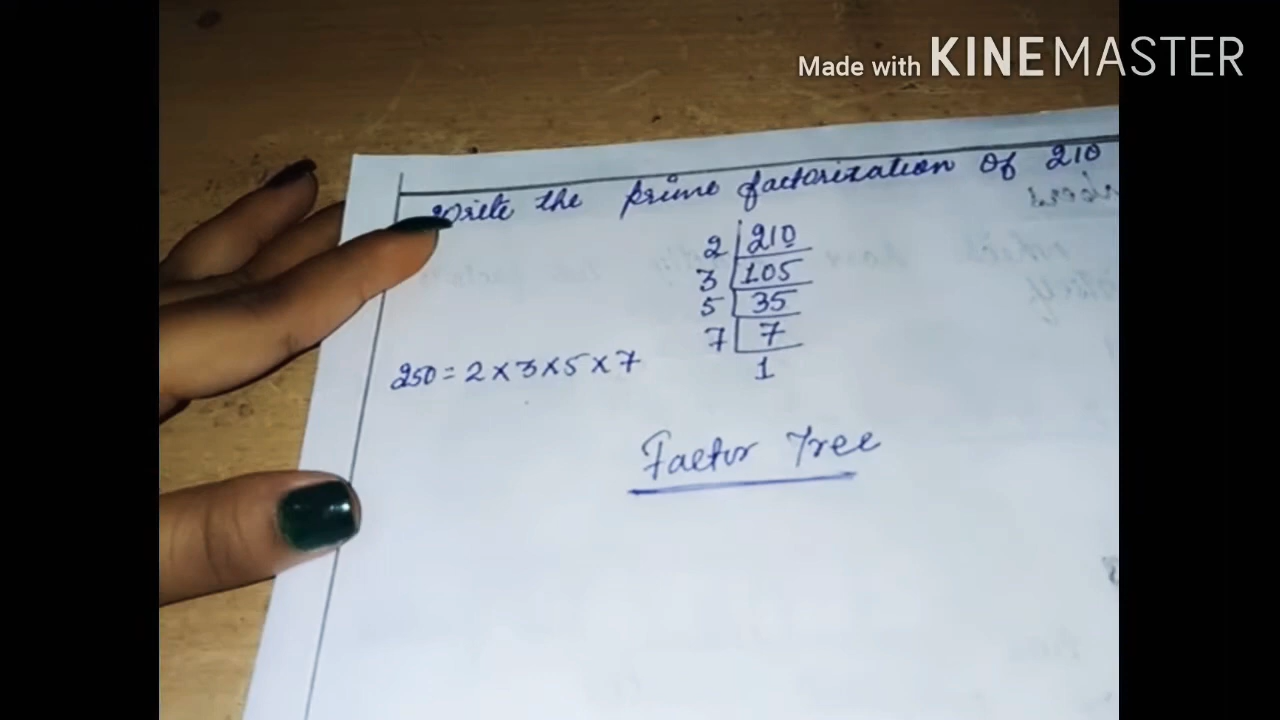 Made with KINEMASTER
Write the prime factorization of 210
2 210
3 105
5 35
7 7
1
250 = 2 × 3 × 5 × 7
Factor Tree